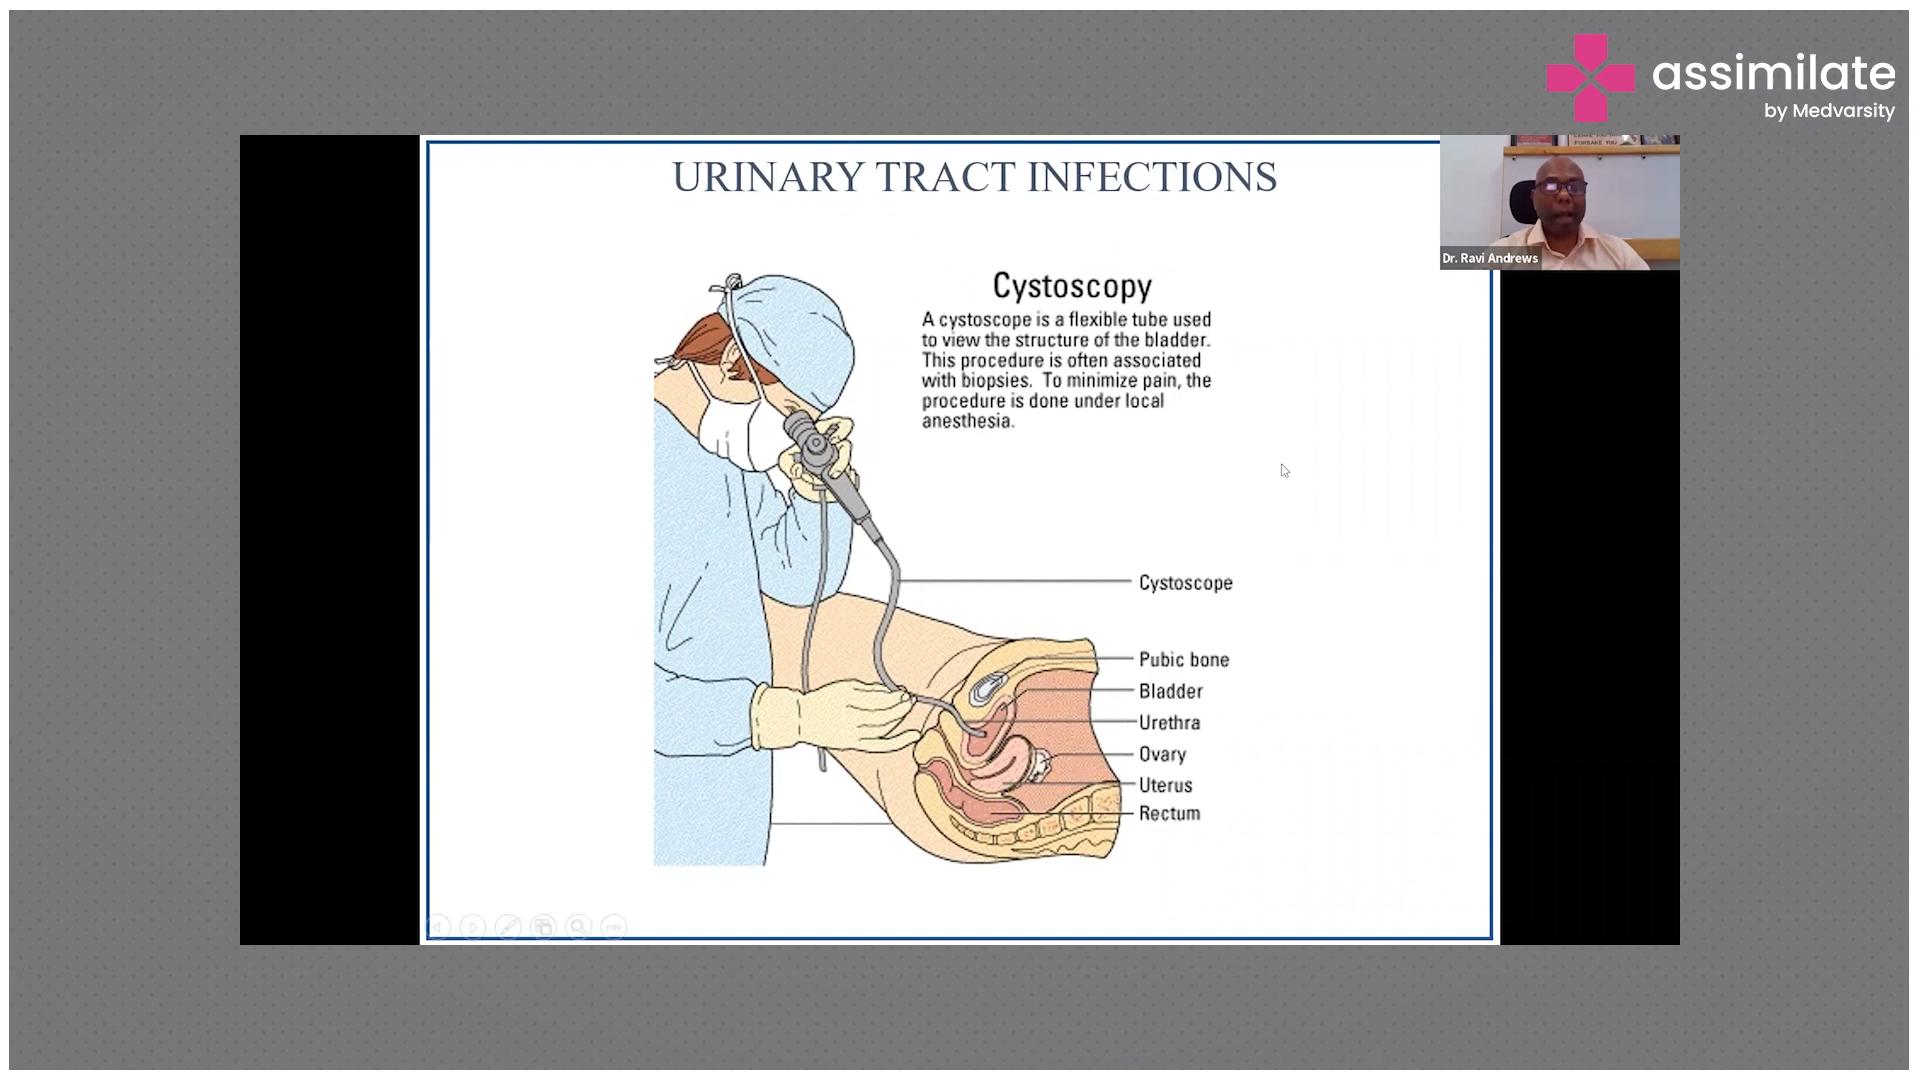 assimilate
by Medvarsity
URINARY TRACT INFECTIONS
FORSAKE YOU
Dr. Ravi Andrews
Cystoscopy
A cystoscope is a flexible tube used
to view the structure of the bladder.
This procedure is often associated
with biopsies. To minimize pain, the
procedure is done under local
anesthesia.
Cystoscope
Pubic bone
Bladder
Urethra
Ovary
Uterus
Rectum